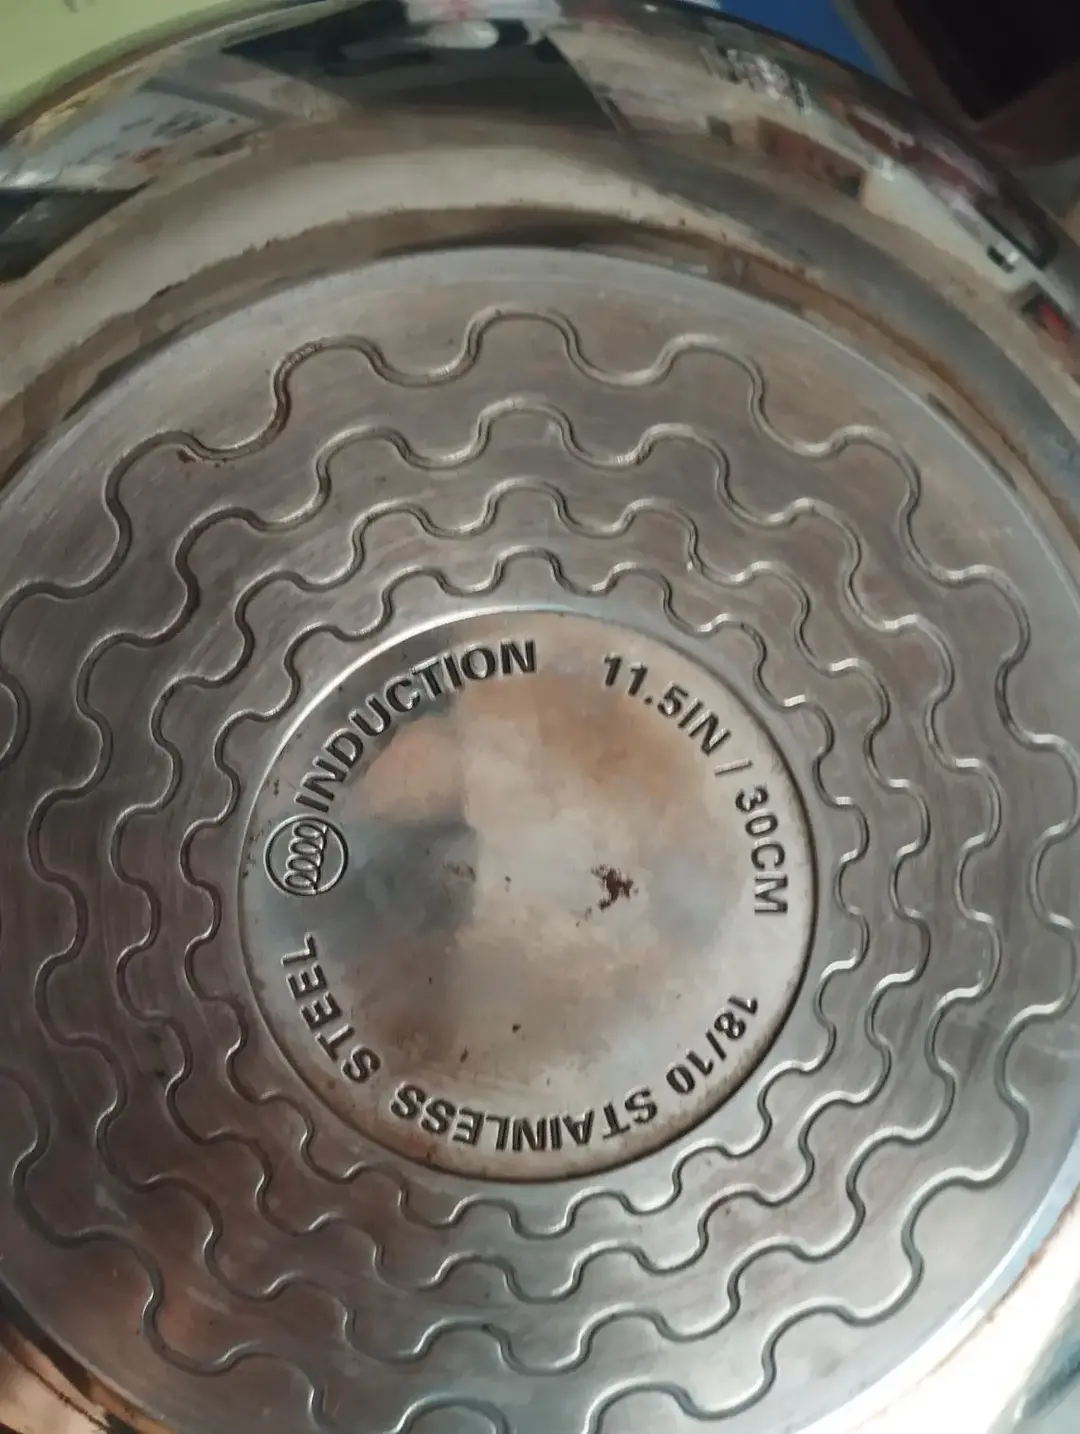 INDUCTION
11.5IN / 30CM
18/10 STAINLESS STEEL